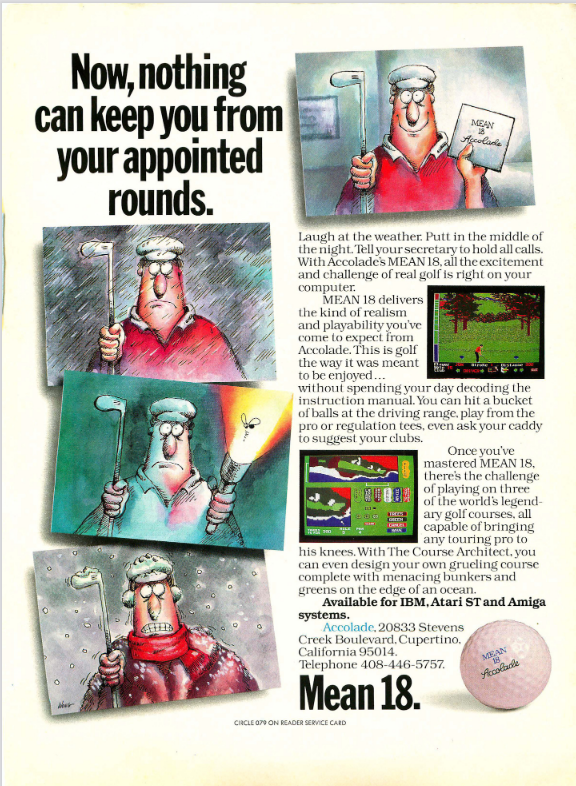 Now, nothing
can keep you from
your appointed
rounds.
MEAN
18
Accolade
Laugh at the weather. Putt in the middle of
the night. Tell your secretary to hold all calls.
With Accolade's MEAN 18, all the excitement
and challenge of real golf is right on your
computer.
MEAN 18 delivers
the kind of realism
and playability you've
come to expect from
Accolade. This is golf
the way it was meant
to be enjoyed...
without spending your day decoding the
instruction manual. You can hit a bucket
of balls at the driving range, play from the
pro or regulation tees, even ask your caddy
to suggest your clubs.
Once you've
mastered MEAN 18,
there's the challenge
of playing on three
of the world's legend-
ary golf courses, all
capable of bringing
any touring pro to
his knees. With The Course Architect, you
can even design your own grueling course
complete with menacing bunkers and
greens on the edge of an ocean.
Available for IBM, Atari ST and Amiga
systems.
Accolade, 20833 Stevens
Creek Boulevard, Cupertino,
California 95014.
Telephone 408-446-5757.
MEAN
18
Accolade
Mean 18.
CIRCLE 079 ON READER SERVICE CARD